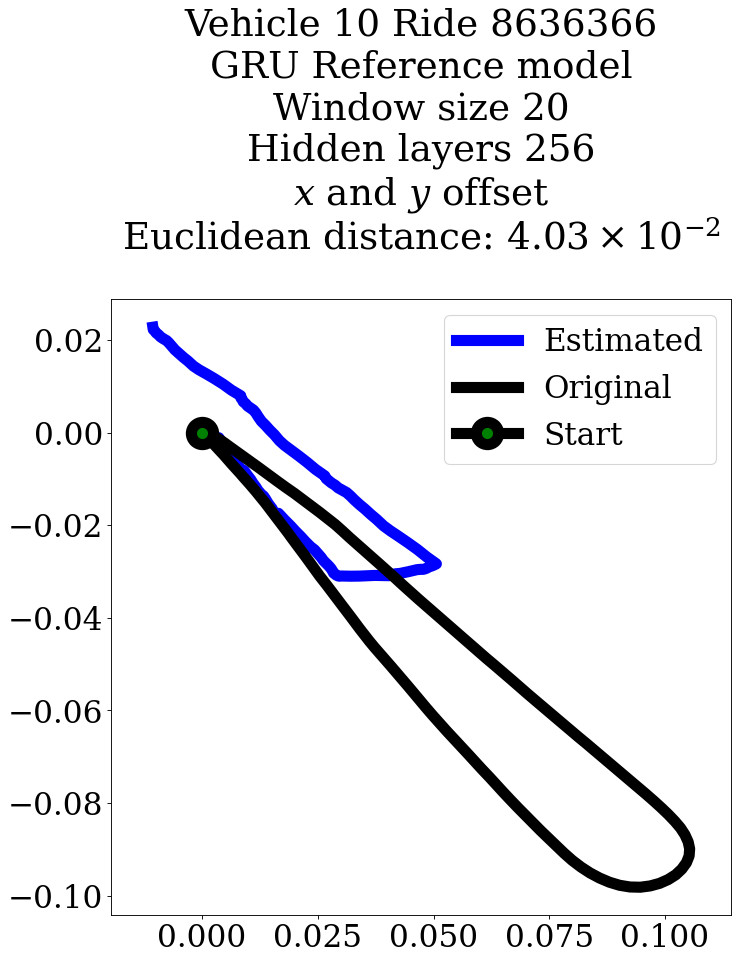 Vehicle 10 Ride 8636366
GRU Reference model
Window size 20
Hidden layers 256
x and y offset
Euclidean distance: 4.03 × 10⁻²
Estimated
Original
Start
0.02
0.00
−0.02
−0.04
−0.06
−0.08
−0.10
0.000 0.025 0.050 0.075 0.100